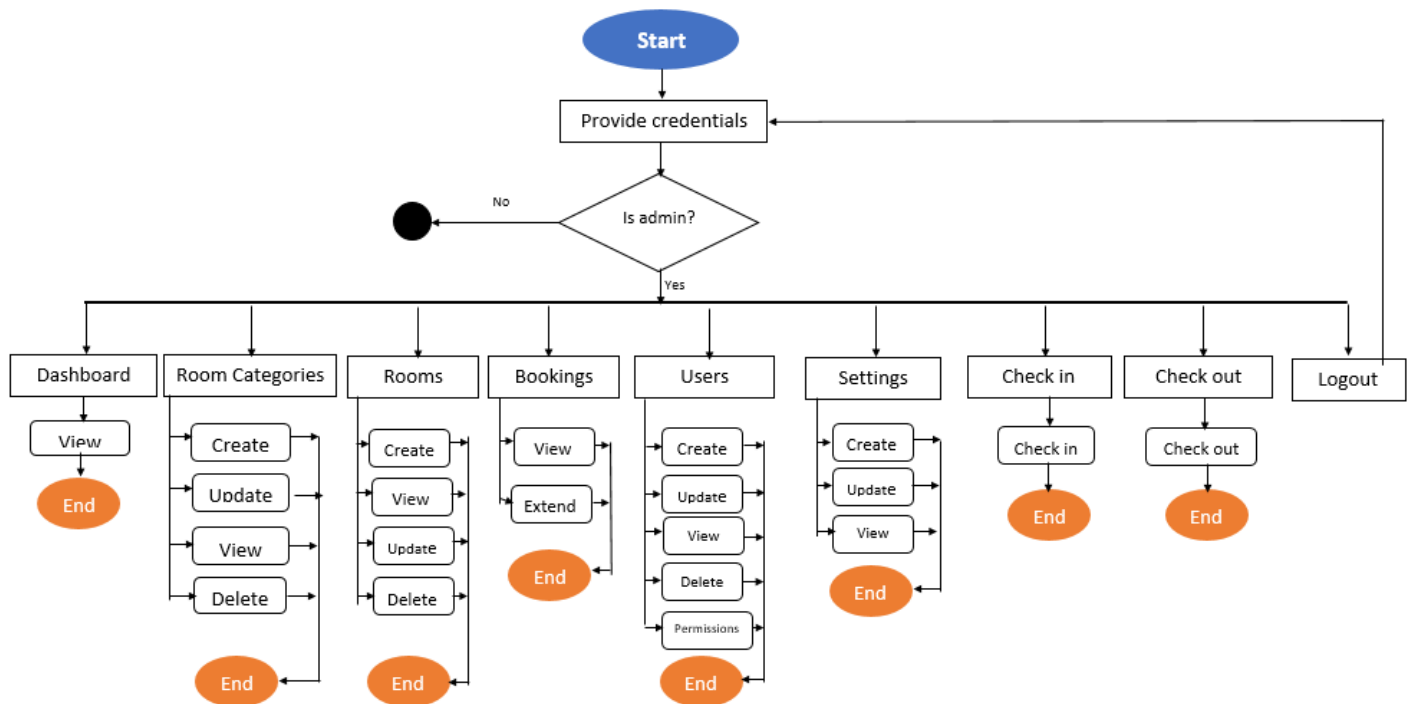 Start
Provide credentials
Is admin?
No
Yes
Dashboard
Room Categories
Rooms
Bookings
Users
Settings
Check in
Check out
Logout
View
End
Create
Update
View
Delete
End
Create
View
Update
Delete
End
View
Extend
End
Create
Update
View
Delete
Permissions
End
Create
Update
View
End
Check in
End
Check out
End